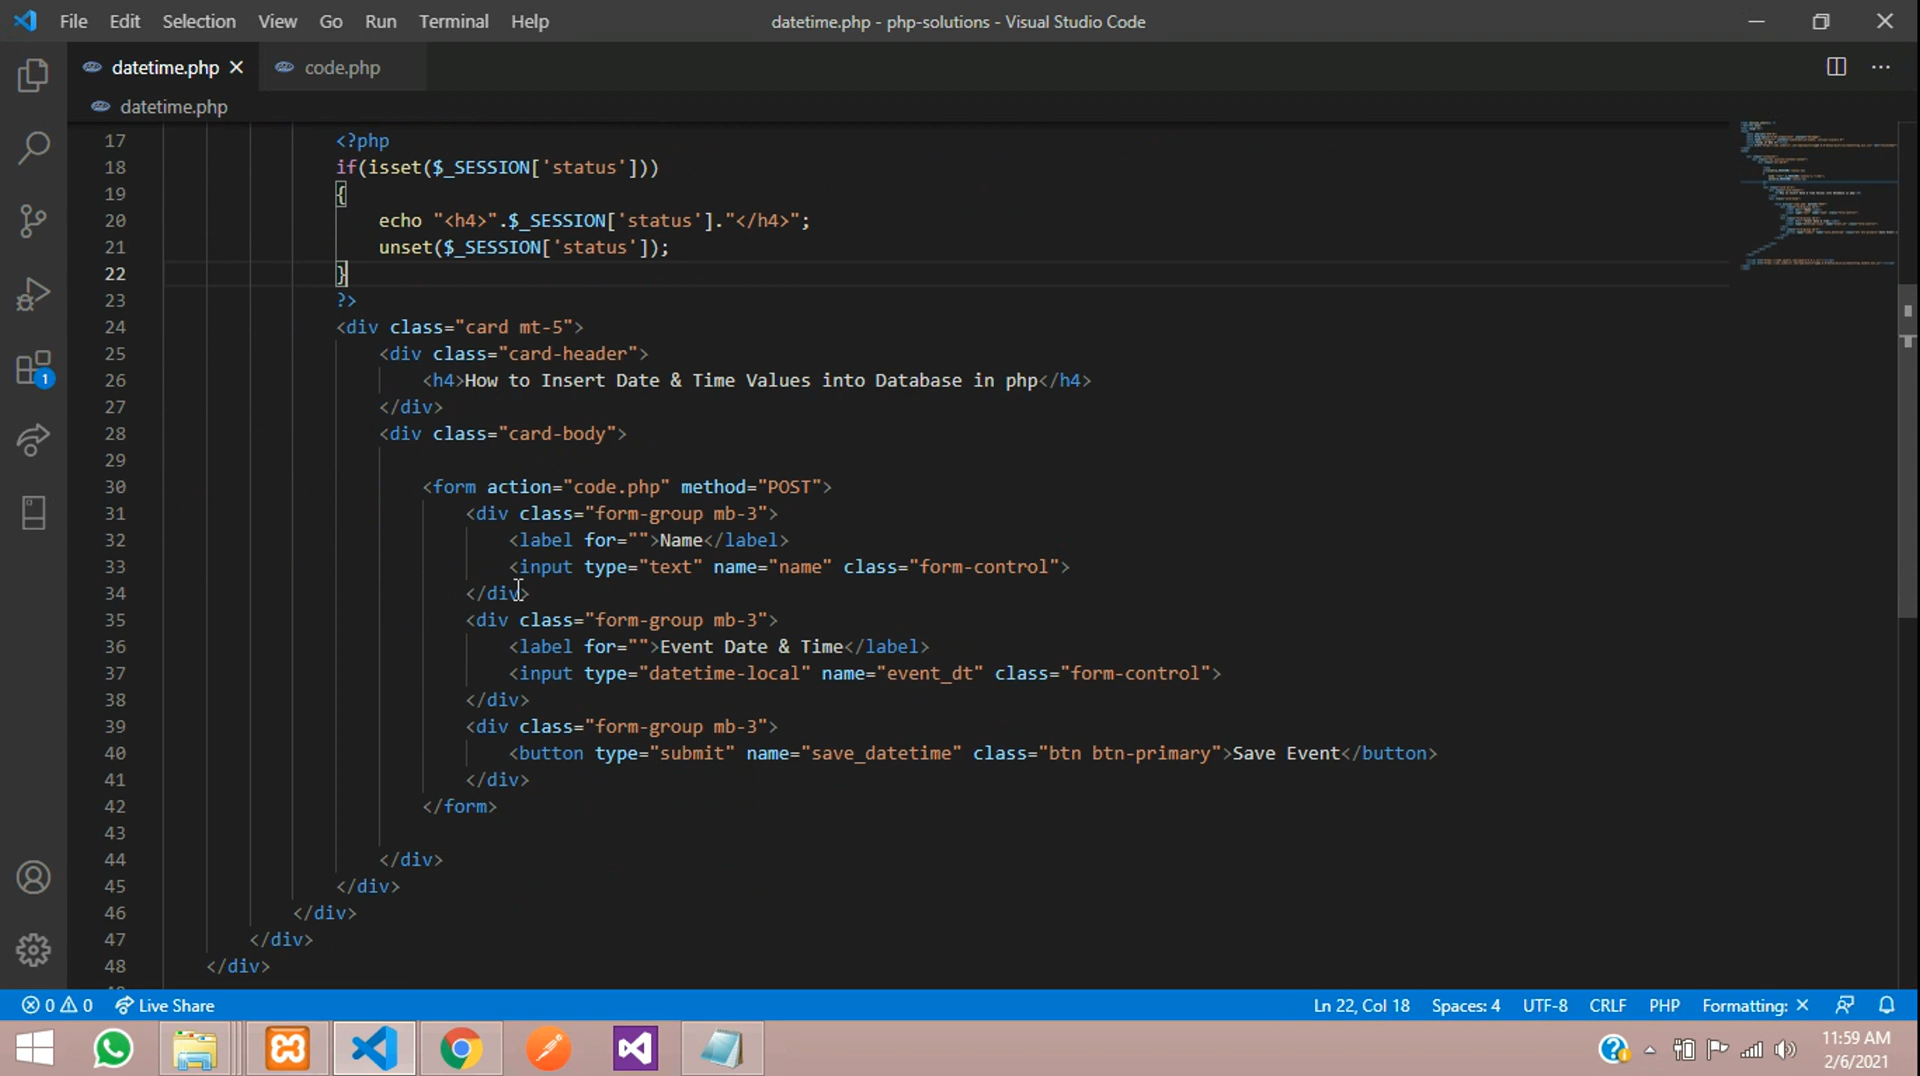 File Edit Selection View Go Run Terminal Help datetime.php - php-solutions - Visual Studio Code
datetime.php code.php
datetime.php
17 <?php
18 if(isset($_SESSION['status']))
19 {
20 echo "<h4>".$_SESSION['status']."</h4>";
21 unset($_SESSION['status']);
22 }
23 ?>
24 <div class="card mt-5">
25 <div class="card-header">
26 <h4>How to Insert Date & Time Values into Database in php</h4>
27 </div>
28 <div class="card-body">
29
30 <form action="code.php" method="POST">
31 <div class="form-group mb-3">
32 <label for="">Name</label>
33 <input type="text" name="name" class="form-control">
34 </div>
35 <div class="form-group mb-3">
36 <label for="">Event Date & Time</label>
37 <input type="datetime-local" name="event_dt" class="form-control">
38 </div>
39 <div class="form-group mb-3">
40 <button type="submit" name="save_datetime" class="btn btn-primary">Save Event</button>
41 </div>
42 </form>
43
44 </div>
45 </div>
46 </div>
47 </div>
48 </div>
1
0 0 Live Share Ln 22, Col 18 Spaces: 4 UTF-8 CRLF PHP Formatting: ×
11:59 AM
2/6/2021